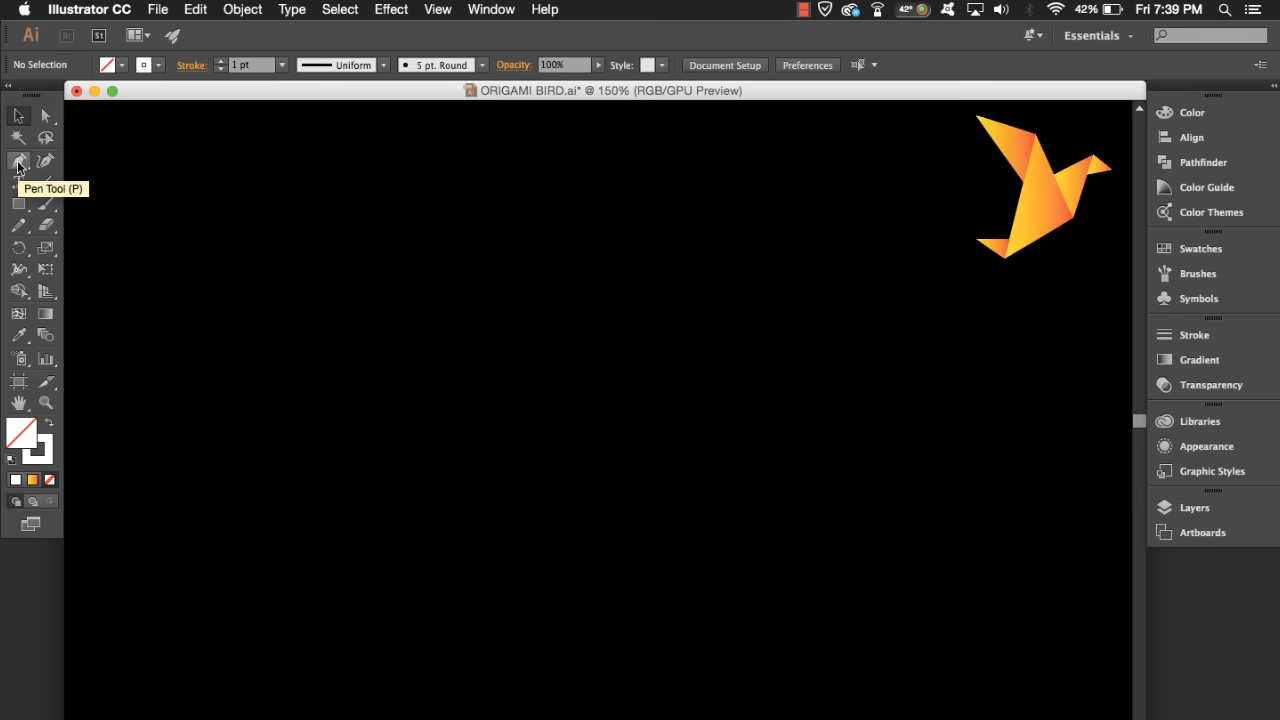 Illustrator CC File Edit Object Type Select Effect View Window Help 42° 42% Fri 7:39 PM
Ai Br St Essentials
No Selection Stroke: 1 pt Uniform 5 pt. Round Opacity: 100% Style: Document Setup Preferences
ORIGAMI BIRD.ai* @ 150% (RGB/GPU Preview)
Pen Tool (P)
Color
Align
Pathfinder
Color Guide
Color Themes
Swatches
Brushes
Symbols
Stroke
Gradient
Transparency
Libraries
Appearance
Graphic Styles
Layers
Artboards